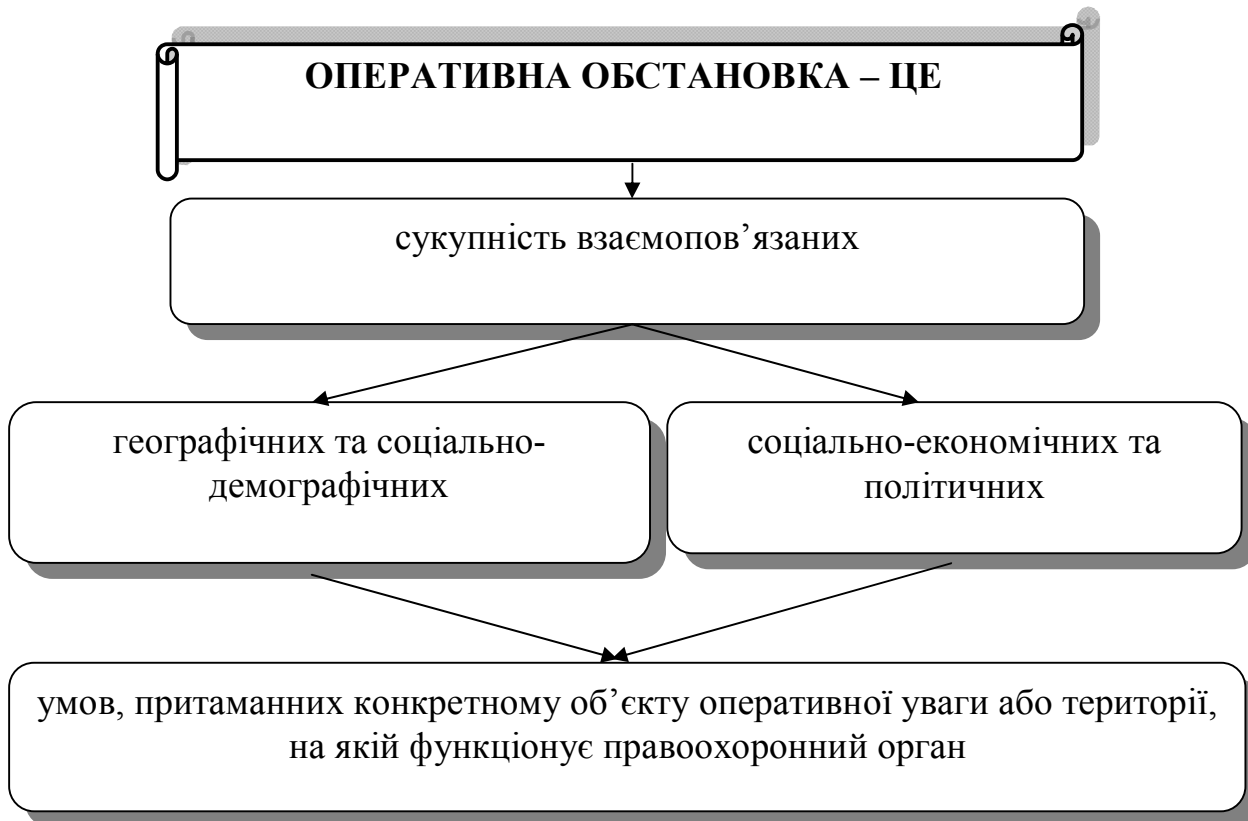 ОПЕРАТИВНА ОБСТАНОВКА – ЦЕ
сукупність взаємопов’язаних
географічних та соціально-
демографічних
соціально-економічних та
політичних
умов, притаманних конкретному об’єкту оперативної уваги або території,
на якій функціонує правоохоронний орган